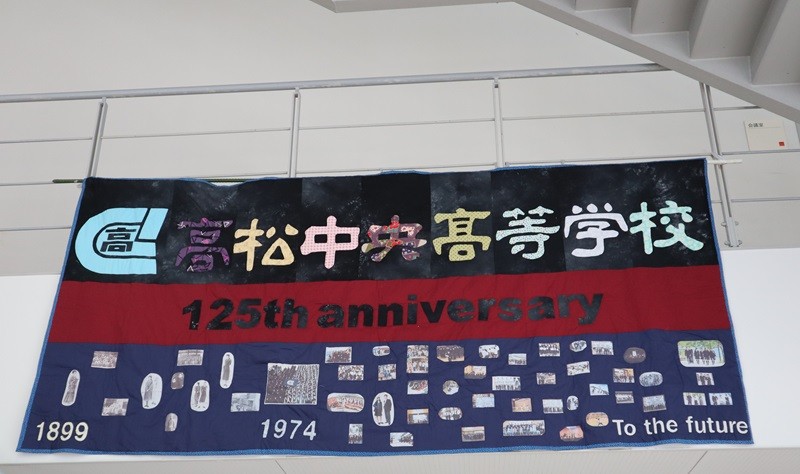 高 高松中央高等学校
125th anniversary
1899 1974 To the future